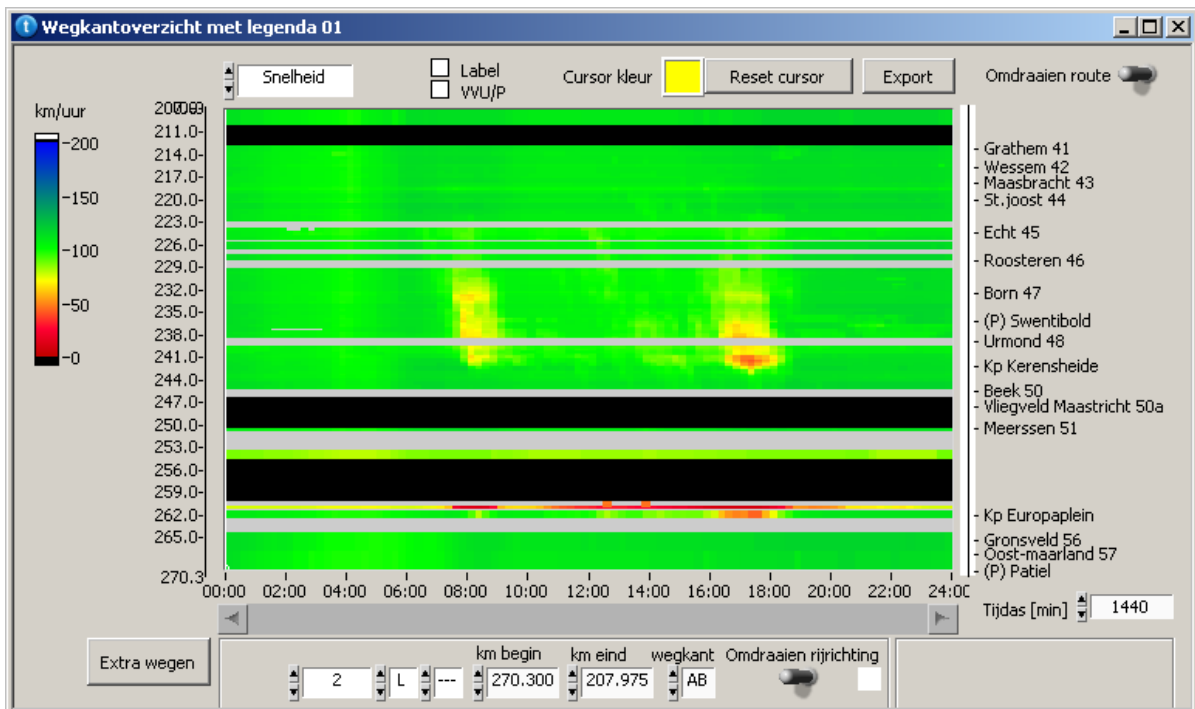 Wegkantoverzicht met legenda 01
Snelheid
Label
VVU/P
Cursor kleur
Reset cursor
Export
Omdraaien route
km/uur
-200
-150
-100
-50
-0
211.0-
214.0-
217.0-
220.0-
223.0-
226.0-
229.0-
232.0-
235.0-
238.0-
241.0-
244.0-
247.0-
250.0-
253.0-
256.0-
259.0-
262.0-
265.0-
270.3
Grathem 41
Wessem 42
Maasbracht 43
St.joost 44
Echt 45
Roosteren 46
Born 47
(P) Swentibold
Urmond 48
Kp Kerensheide
Beek 50
Vliegveld Maastricht 50a
Meerssen 51
Kp Europaplein
Gronsveld 56
Oost-maarland 57
(P) Patiel
00:00 02:00 04:00 06:00 08:00 10:00 12:00 14:00 16:00 18:00 20:00 22:00 24:00
Tijdas [min] 1440
Extra wegen
km begin km eind wegkant Omdraaien rijrichting
2 L --- 270.300 207.975 AB